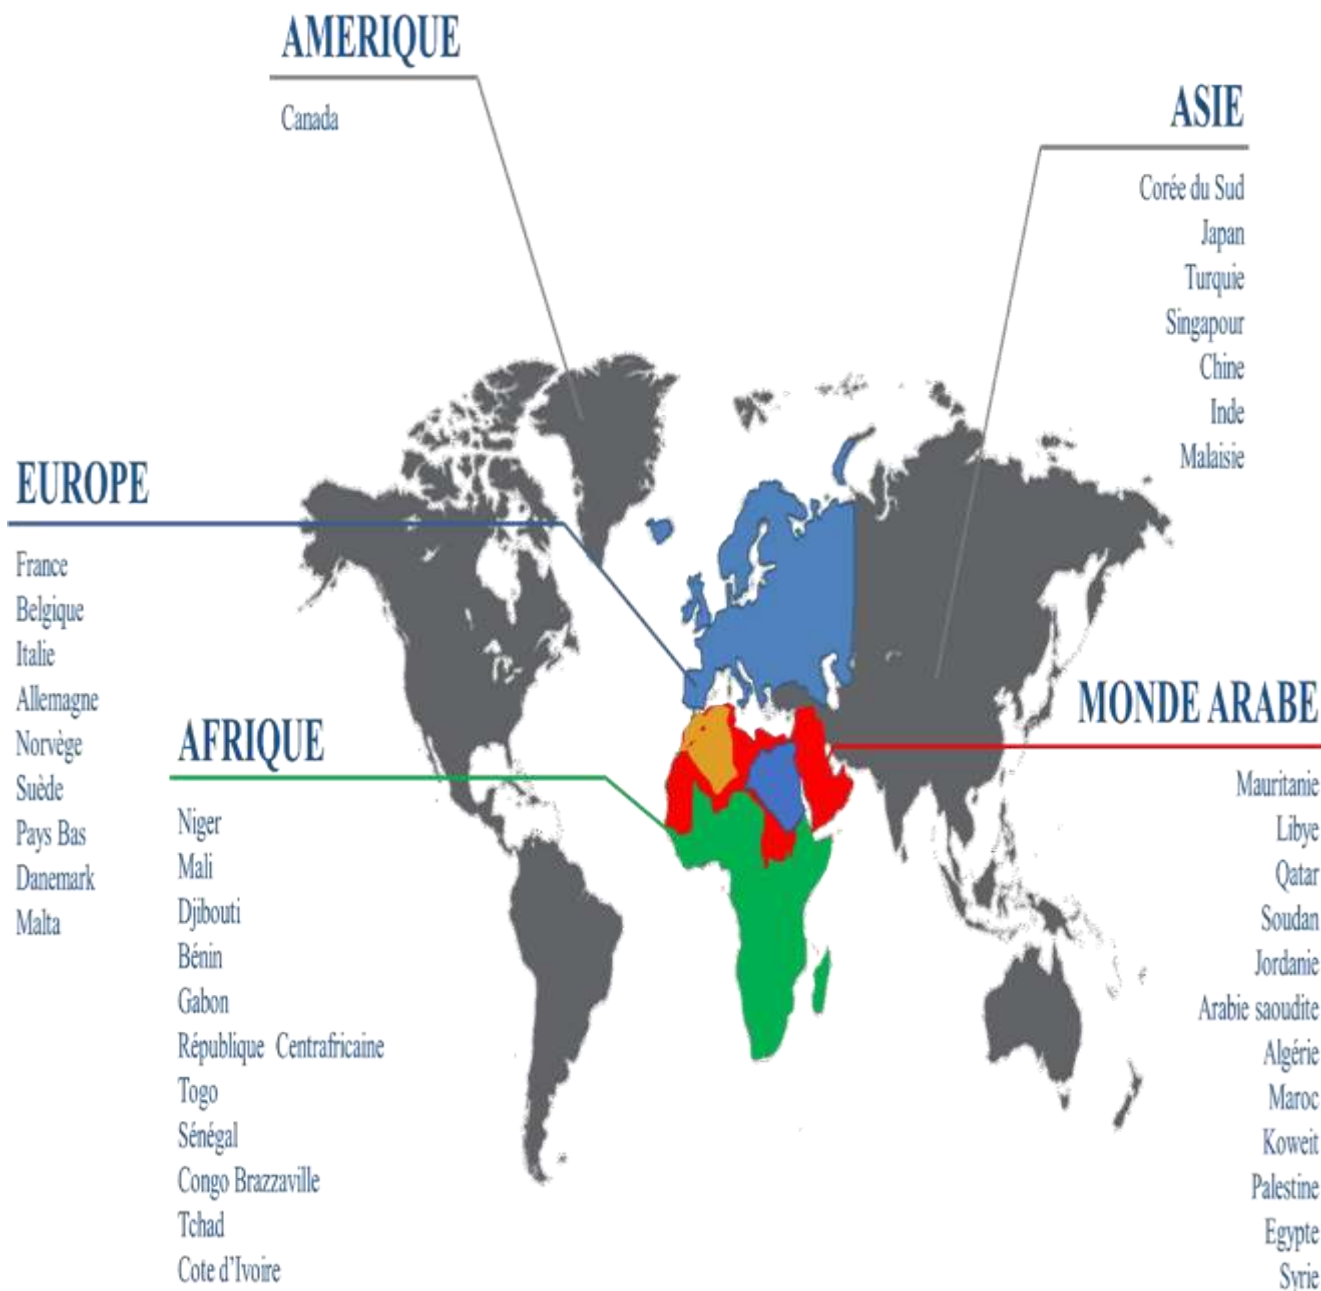 AMERIQUE
Canada
ASIE
Corée du Sud
Japan
Turquie
Singapour
Chine
Inde
Malaisie
EUROPE
France
Belgique
Italie
Allemagne
Norvège
Suède
Pays Bas
Danemark
Malta
AFRIQUE
Niger
Mali
Djibouti
Bénin
Gabon
République Centrafricaine
Togo
Sénégal
Congo Brazzaville
Tchad
Cote d'Ivoire
MONDE ARABE
Mauritanie
Libye
Qatar
Soudan
Jordanie
Arabie saoudite
Algérie
Maroc
Koweit
Palestine
Egypte
Syrie